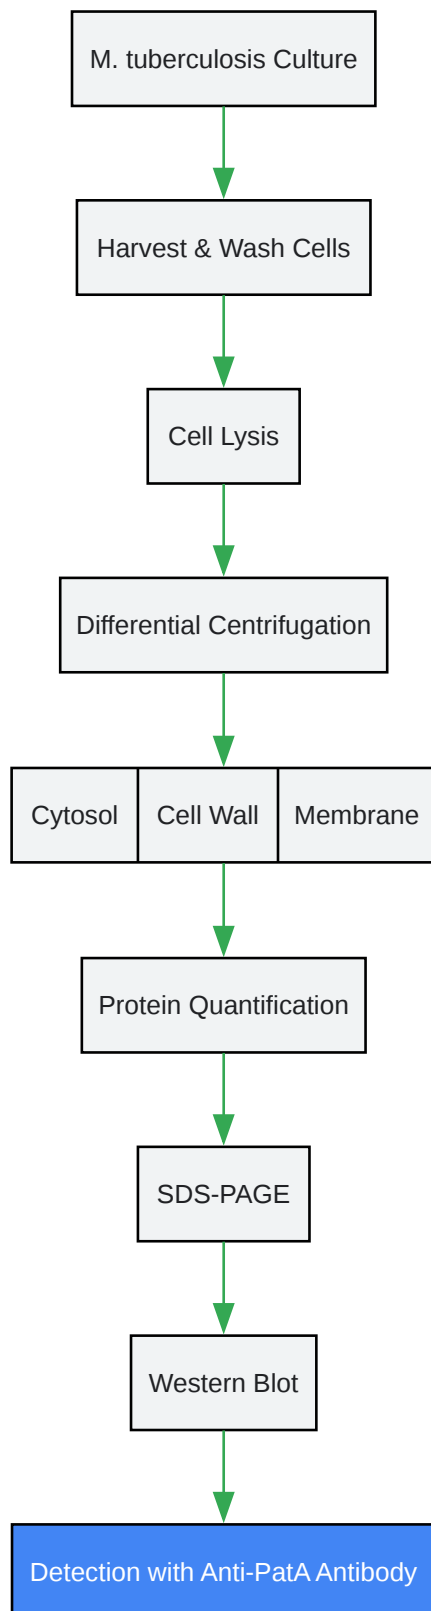 M. tuberculosis Culture
Harvest & Wash Cells
Cell Lysis
Differential Centrifugation
Cytosol Cell Wall Membrane
Protein Quantification
SDS-PAGE
Western Blot
Detection with Anti-PatA Antibody